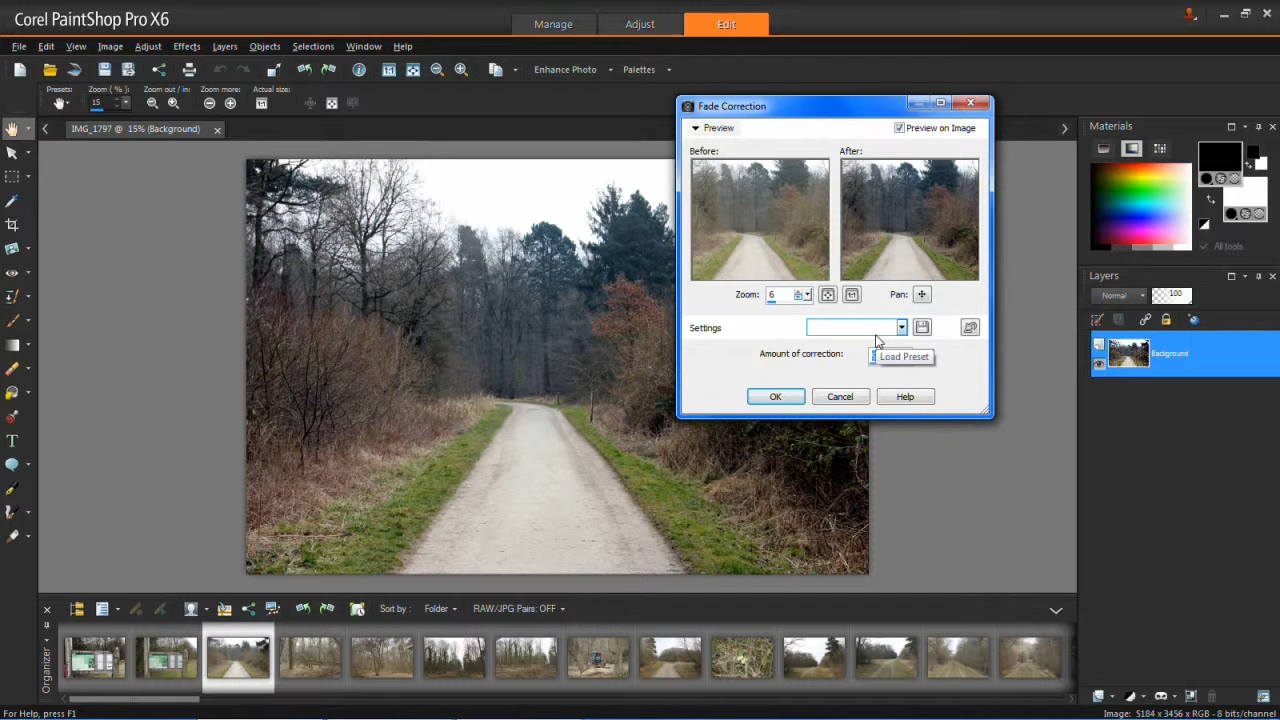 Corel PaintShop Pro X6
Manage Adjust Edit
File Edit View Image Adjust Effects Layers Objects Selections Window Help
Enhance Photo Palettes
Presets: Zoom ( % ): Zoom out / in: Zoom more: Actual size:
15
IMG_1797 @ 15% (Background)
Fade Correction
Preview
Preview on Image
Before: After:
Zoom: 6
Pan:
Settings
Amount of correction:
Load Preset
OK Cancel Help
Materials
All tools
Layers
Normal 100
Background
Sort by : Folder RAW/JPG Pairs: OFF
Organizer
For Help, press F1
Image: 5184 x 3456 x RGB - 8 bits/channel